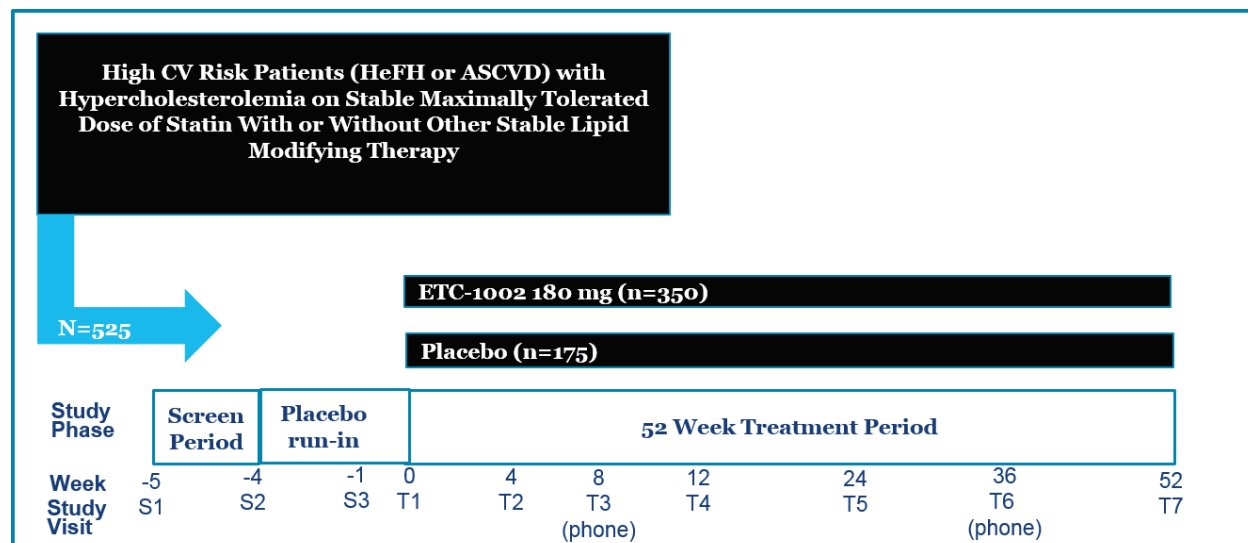 High CV Risk Patients (HeFH or ASCVD) with
Hypercholesterolemia on Stable Maximally Tolerated
Dose of Statin With or Without Other Stable Lipid
Modifying Therapy
N=525
ETC-1002 180 mg (n=350)
Placebo (n=175)
Study
Phase
Screen
Period
Placebo
run-in
52 Week Treatment Period
Week -5 -4 -1 0 4 8 12 24 36 52
Study S1 S2 S3 T1 T2 T3 T4 T5 T6 T7
Visit (phone) (phone)